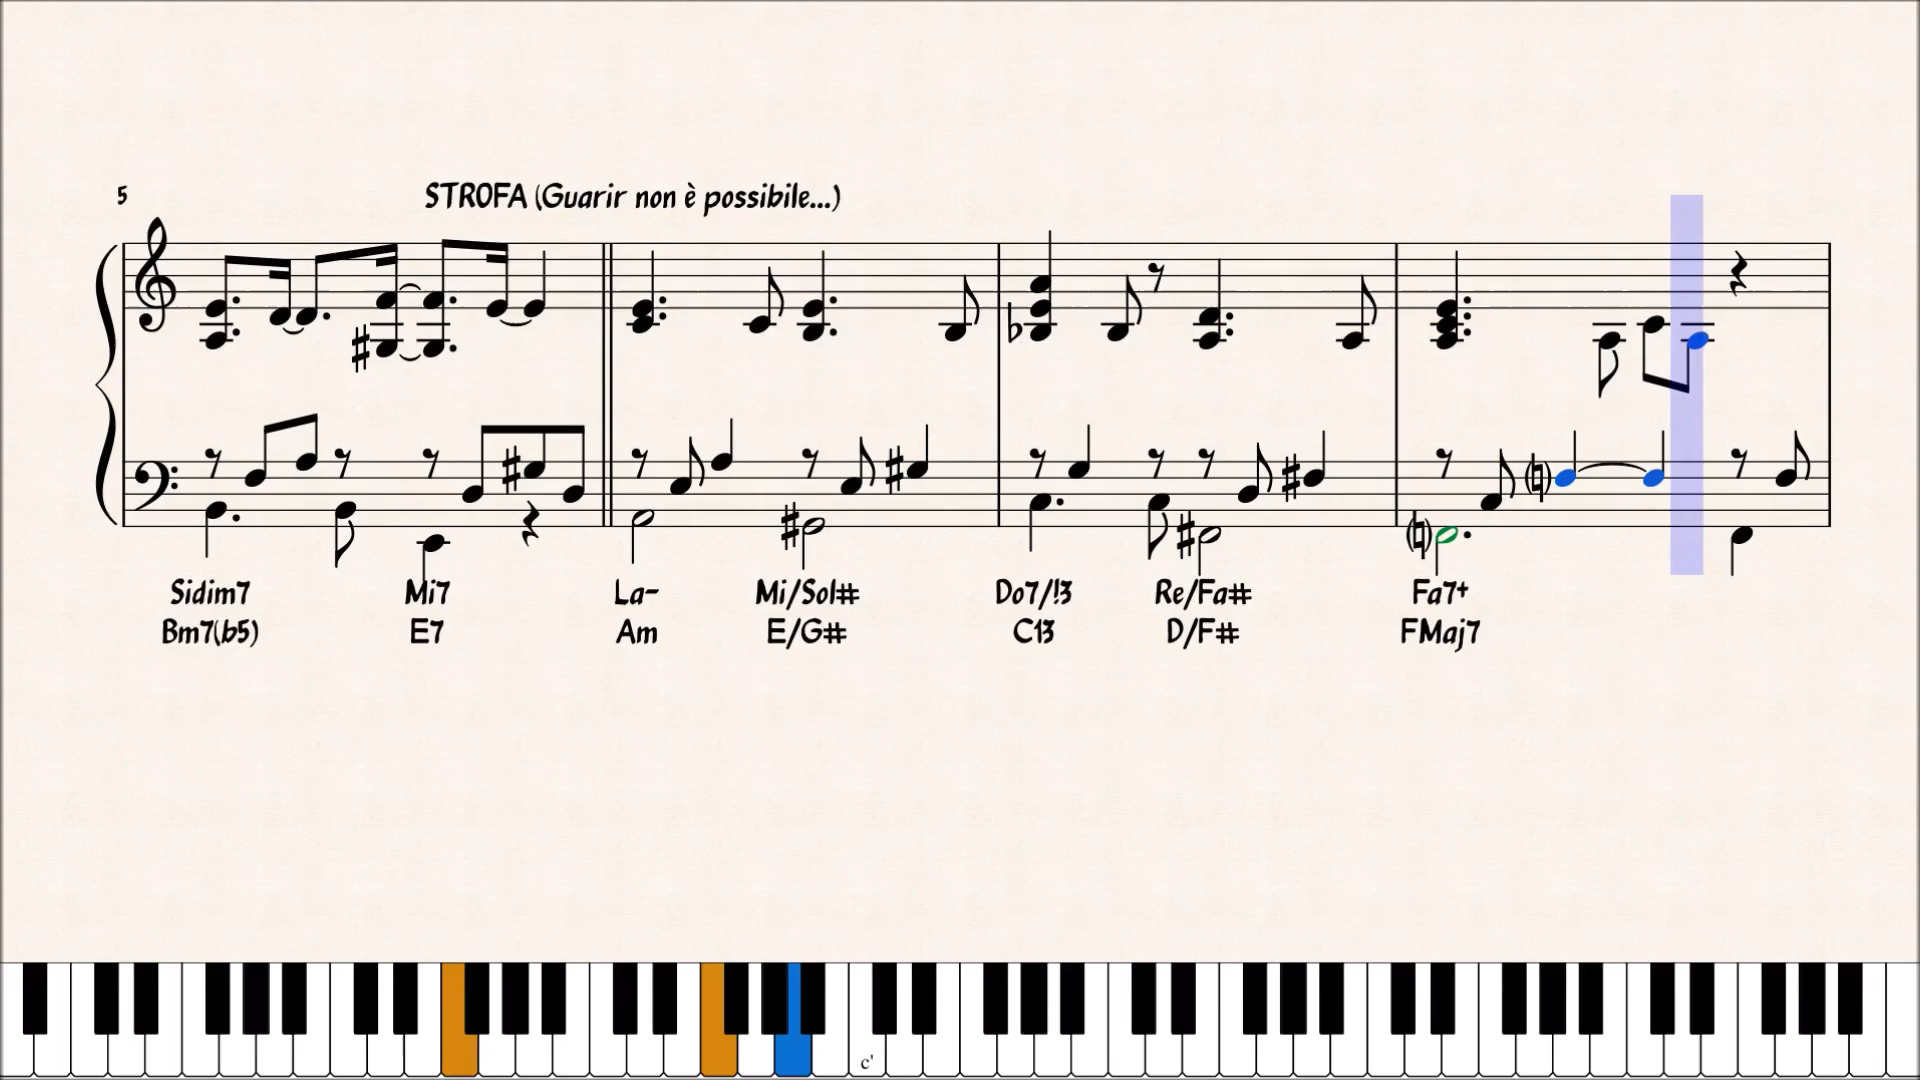 5
STROFA (Guarir non è possibile...)
Sidim7 Mi7 La- Mi/Sol# Do7/!3 Re/Fa# Fa7+
Bm7(b5) E7 Am E/G# C13 D/F# FMaj7
c'